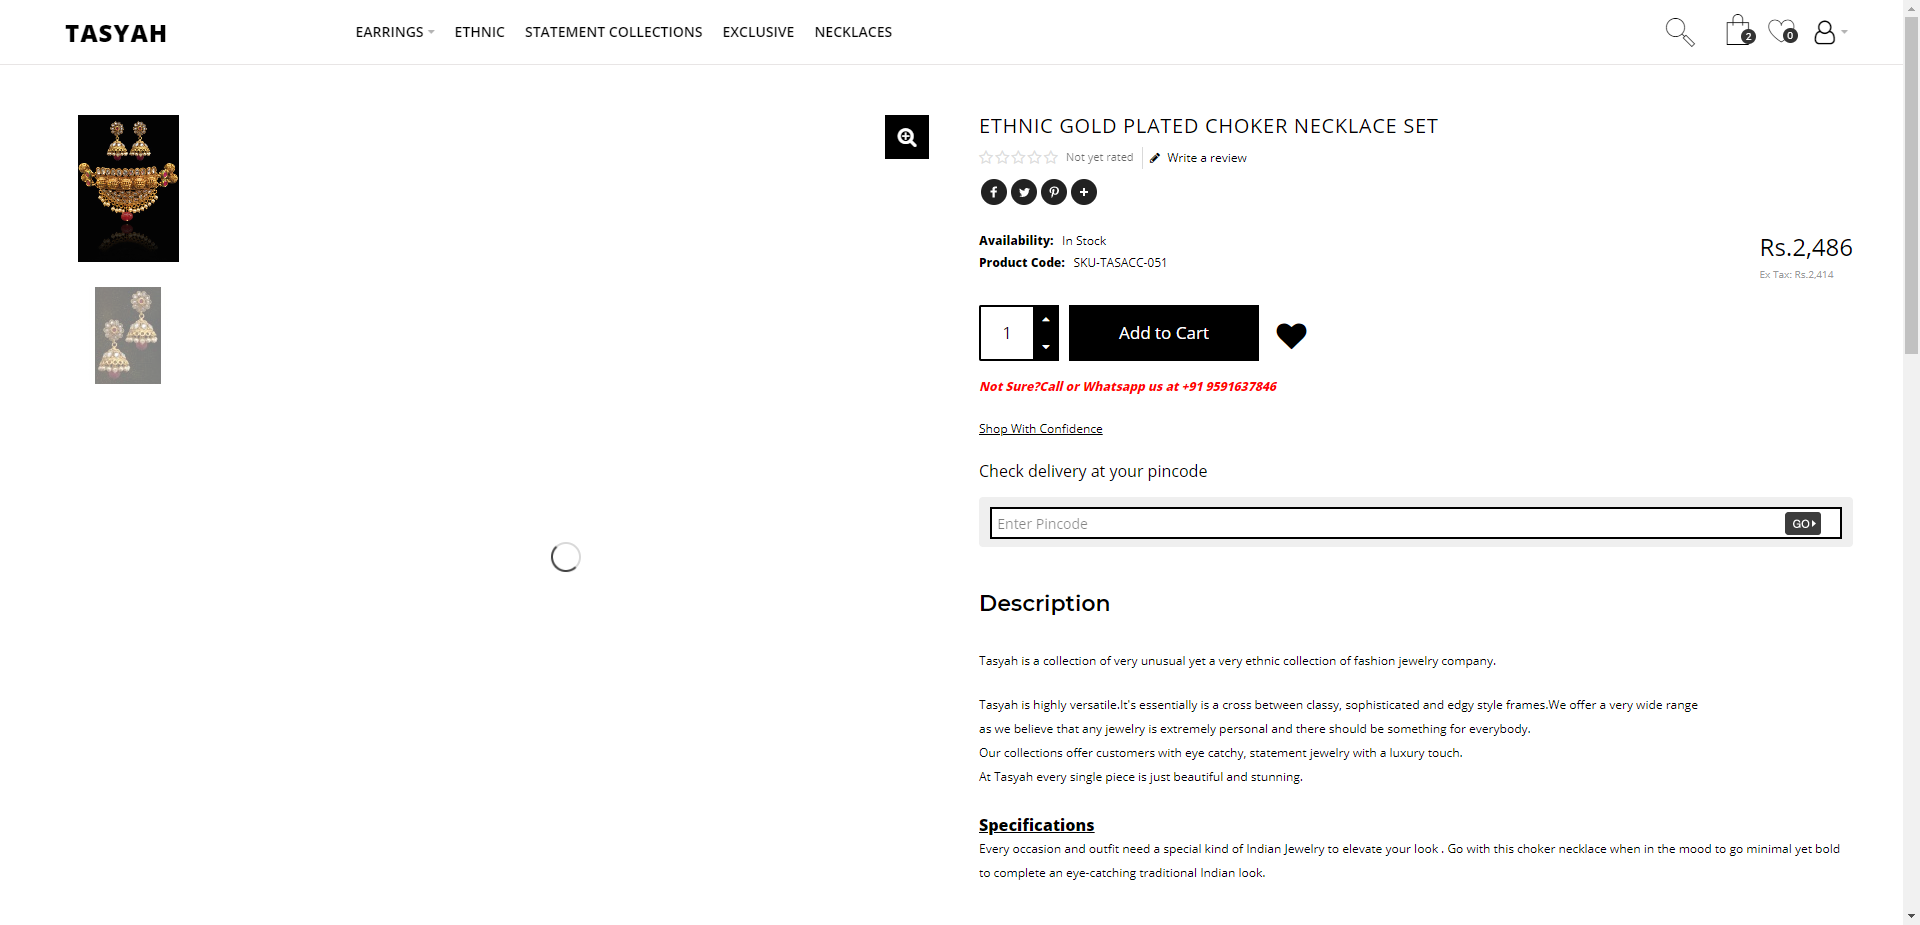 TASYAH
EARRINGS
ETHNIC
STATEMENT COLLECTIONS
EXCLUSIVE
NECKLACES
2
0
ETHNIC GOLD PLATED CHOKER NECKLACE SET
Not yet rated
Write a review
Availability: In Stock
Product Code: SKU-TASACC-051
Rs.2,486
Ex Tax: Rs.2,414
1
Add to Cart
Not Sure?Call or Whatsapp us at +91 9591637846
Shop With Confidence
Check delivery at your pincode
Enter Pincode
GO
Description
Tasyah is a collection of very unusual yet a very ethnic collection of fashion jewelry company.
Tasyah is highly versatile.It's essentially is a cross between classy, sophisticated and edgy style frames.We offer a very wide range
as we believe that any jewelry is extremely personal and there should be something for everybody.
Our collections offer customers with eye catchy, statement jewelry with a luxury touch.
At Tasyah every single piece is just beautiful and stunning.
Specifications
Every occasion and outfit need a special kind of Indian Jewelry to elevate your look . Go with this choker necklace when in the mood to go minimal yet bold
to complete an eye-catching traditional Indian look.